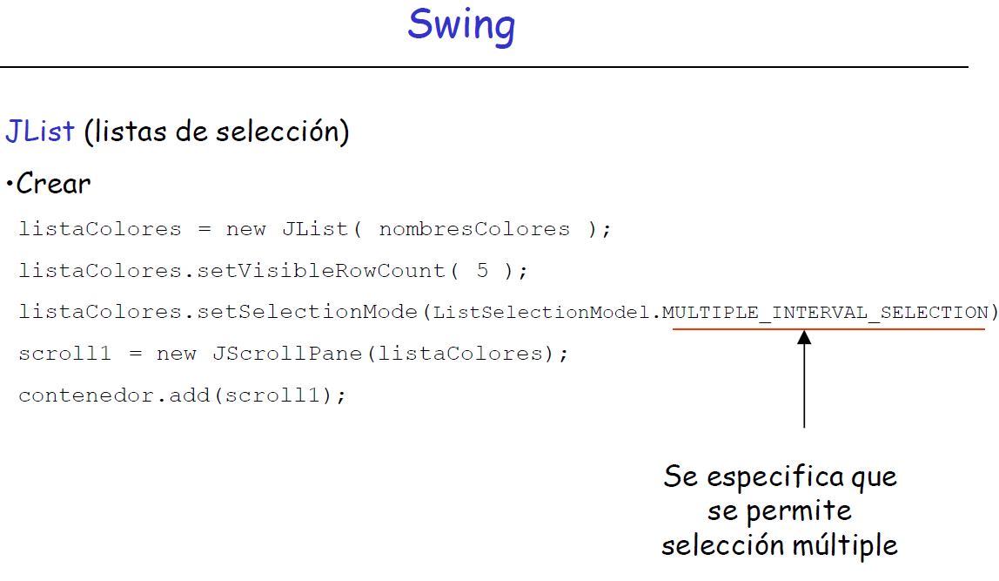 Swing
JList (listas de selección)
•Crear
listaColores = new JList( nombresColores );
listaColores.setVisibleRowCount( 5 );
listaColores.setSelectionMode(ListSelectionModel.MULTIPLE_INTERVAL_SELECTION)
scroll1 = new JScrollPane(listaColores);
contenedor.add(scroll1);
Se especifica que
se permite
selección múltiple